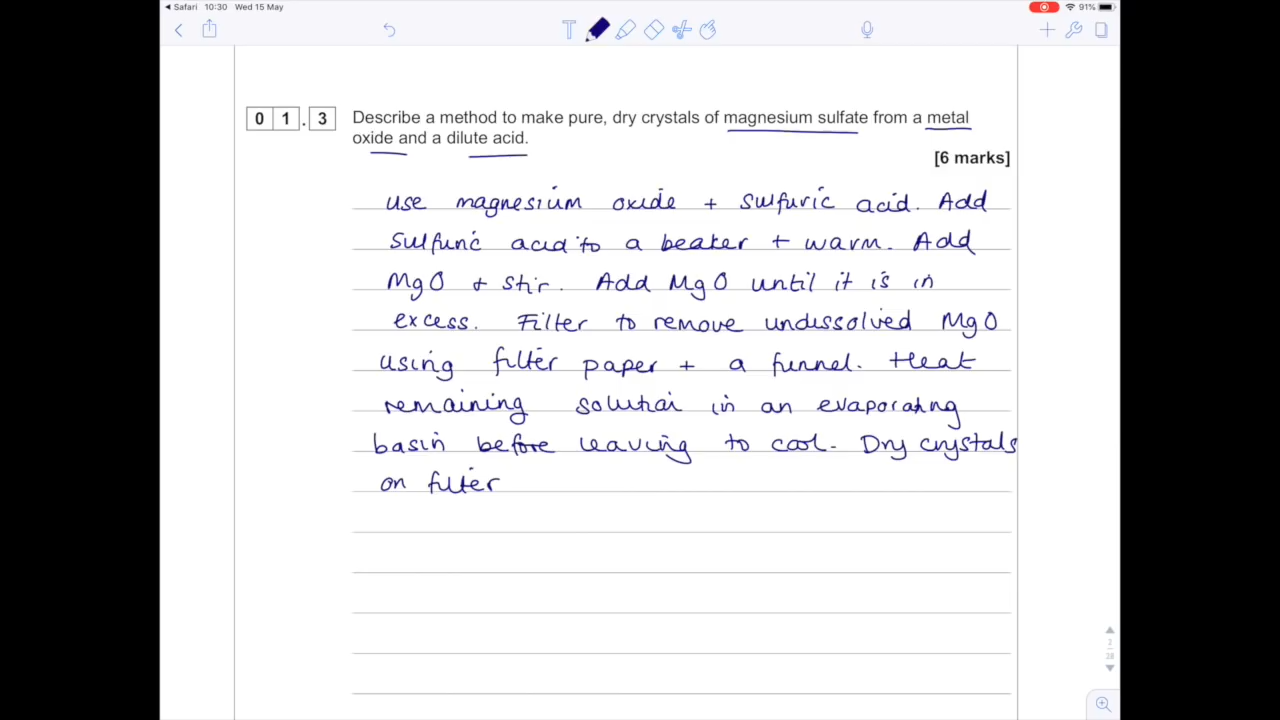 Safari 10:30 Wed 15 May
91%
01.3 Describe a method to make pure, dry crystals of magnesium sulfate from a metal
oxide and a dilute acid.
[6 marks]
use magnesium oxide + sulfuric acid. Add
sulfuric acid to a beaker + warm. Add
MgO + stir. Add MgO until it is in
excess. Filter to remove undissolved MgO
using filter paper + a funnel. Heat
remaining solution in an evaporating
basin before leaving to cool. Dry crystals
on filter
2
28